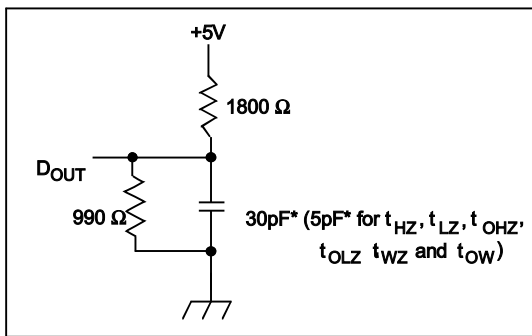 +5V
1800 Ω
DOUT
990 Ω
30pF* (5pF* for tHZ, tLZ, tOHZ,
tOLZ tWZ and tOW)